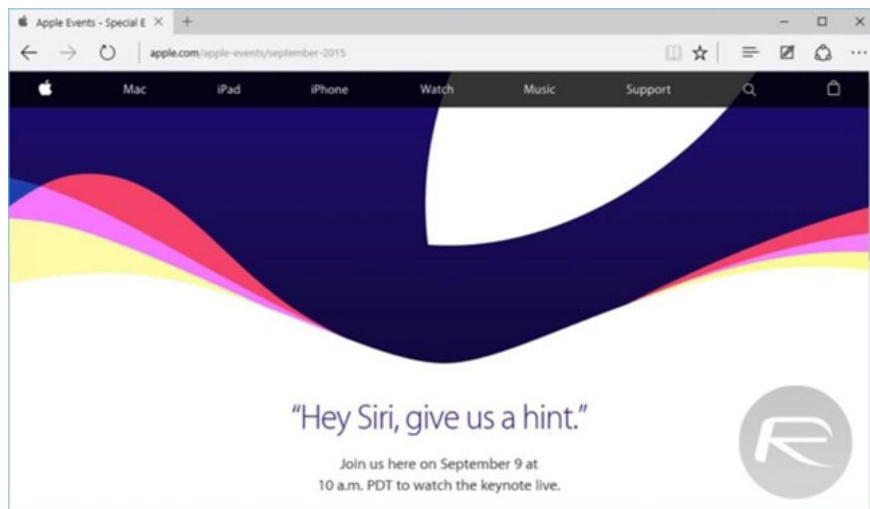 Apple Events - Special E
apple.com/apple-events/september-2015
Mac iPad iPhone Watch Music Support
“Hey Siri, give us a hint.”
Join us here on September 9 at
10 a.m. PDT to watch the keynote live.